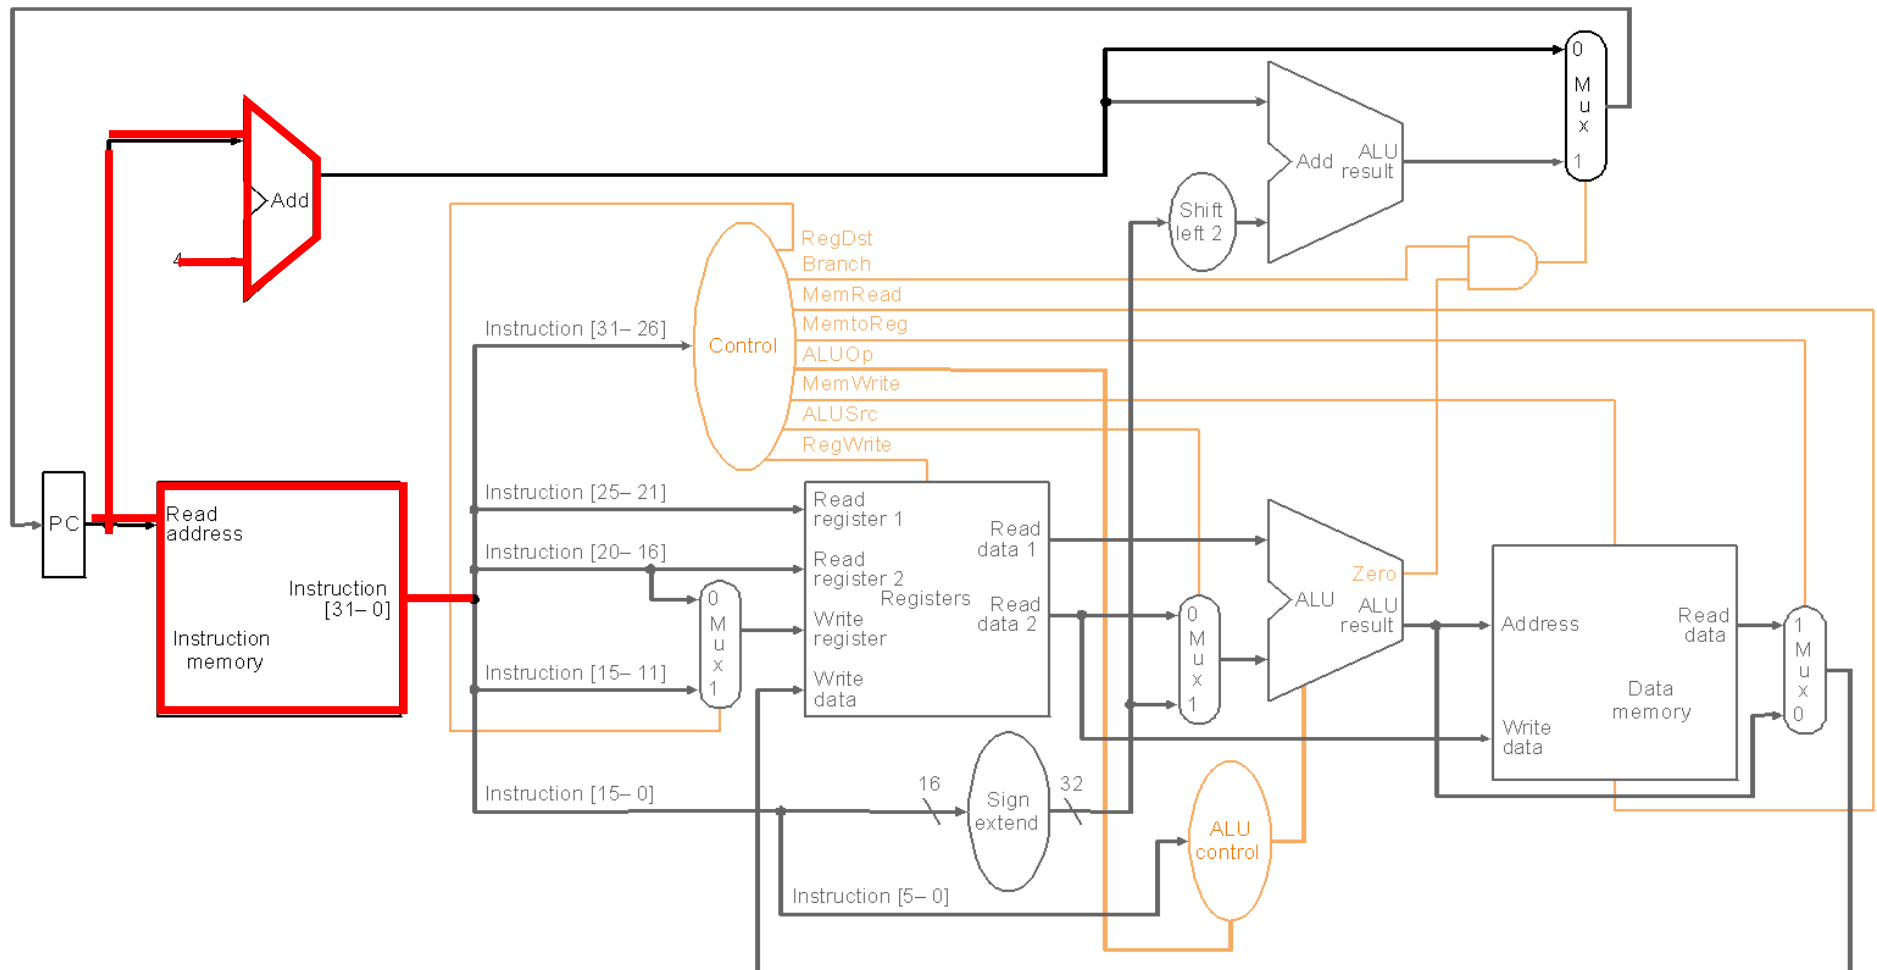 0
M
u
x
1
Add
ALU
result
Add
4
Shift
left 2
RegDst
Branch
MemRead
MemtoReg
ALUOp
MemWrite
ALUSrc
RegWrite
Control
Instruction [31– 26]
PC
Read
address
Instruction
[31– 0]
Instruction
memory
Instruction [25– 21]
Instruction [20– 16]
Instruction [15– 11]
0
M
u
x
1
Read
register 1
Read
register 2
Registers
Write
register
Write
data
Read
data 1
Read
data 2
0
M
u
x
1
Zero
ALU
ALU
result
Address
Read
data
Data
memory
Write
data
1
M
u
x
0
Instruction [15– 0]
16
Sign
extend
32
ALU
control
Instruction [5– 0]